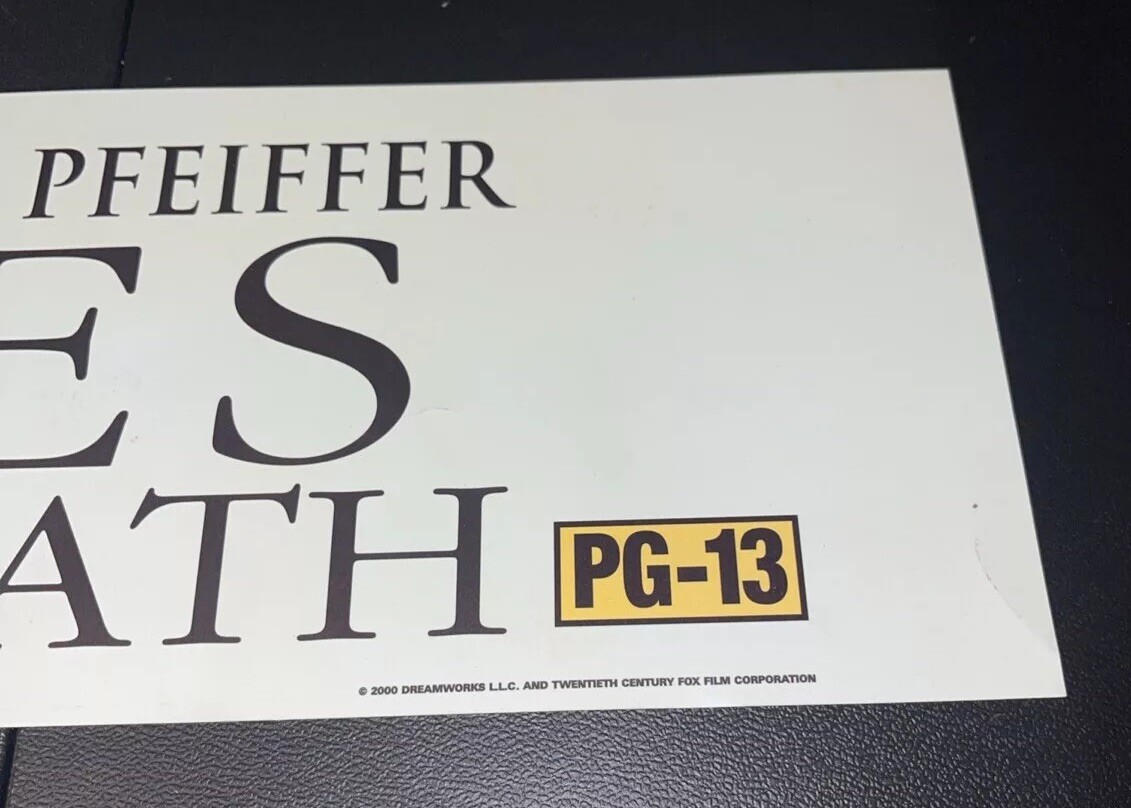 PFEIFFER
ES
ATH
PG-13
© 2000 DREAMWORKS L.L.C. AND TWENTIETH CENTURY FOX FILM CORPORATION